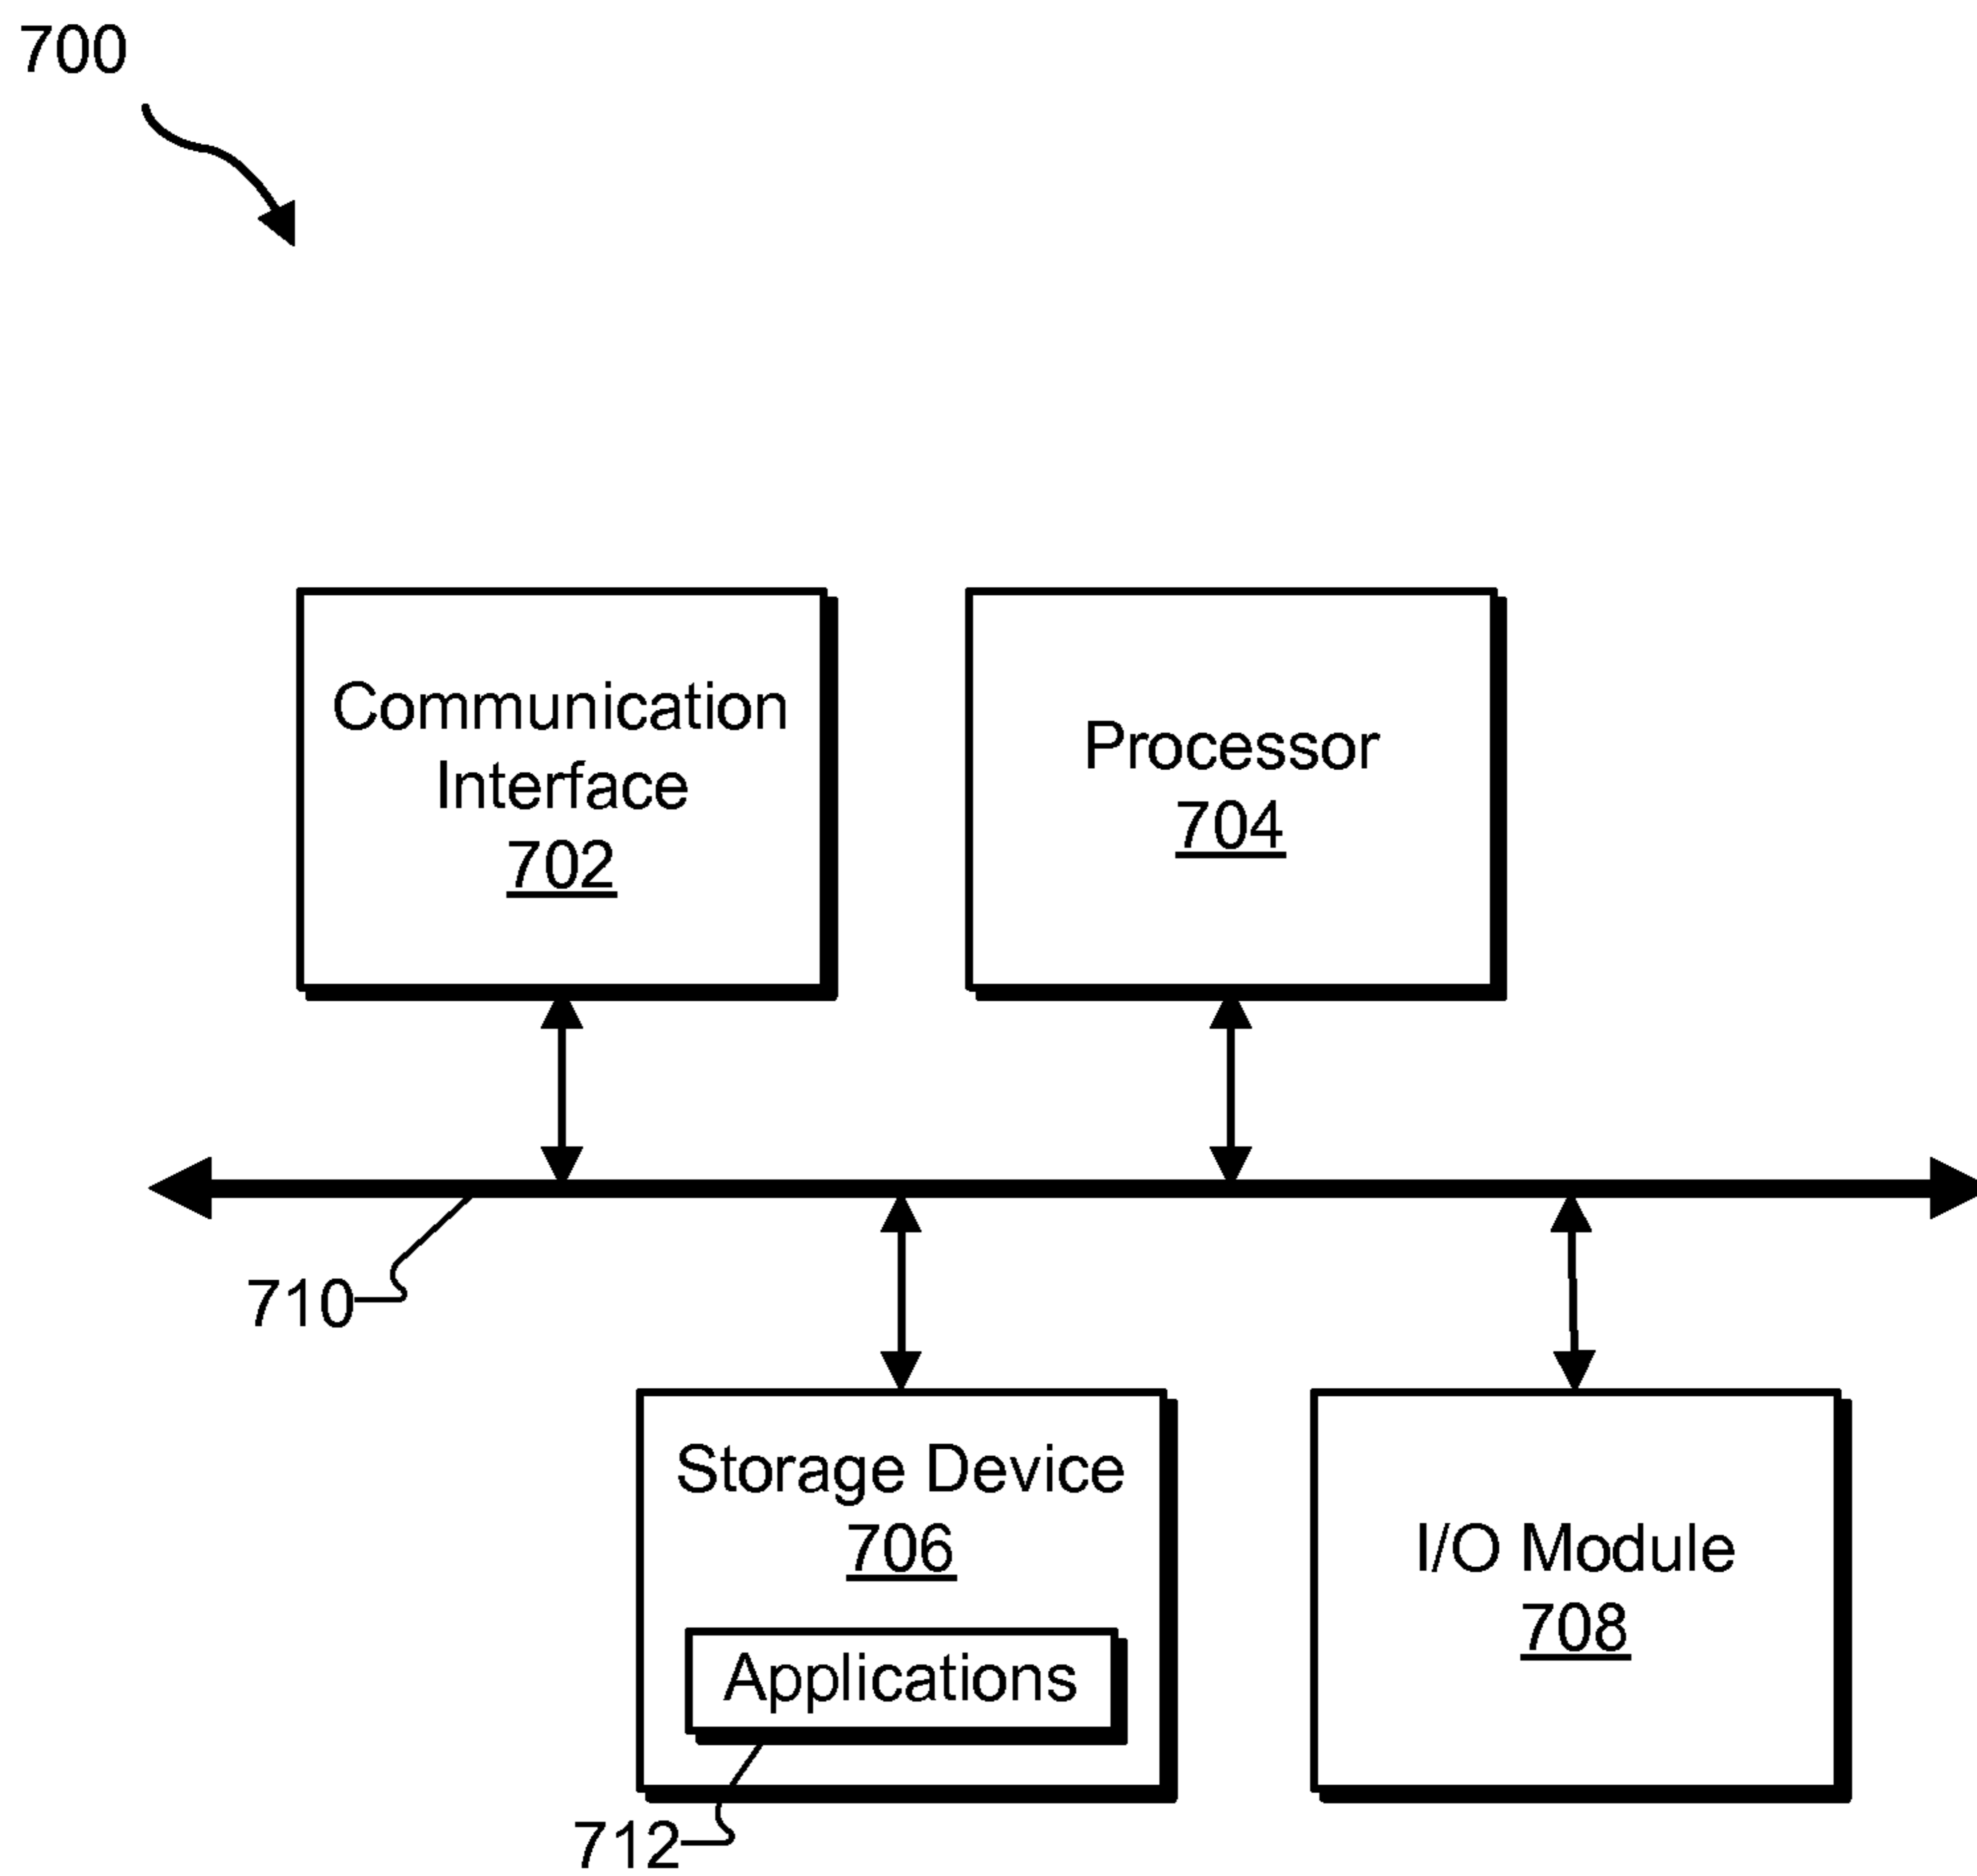 700
Communication
Interface
702
Processor
704
710
Storage Device
706
Applications
712
I/O Module
708